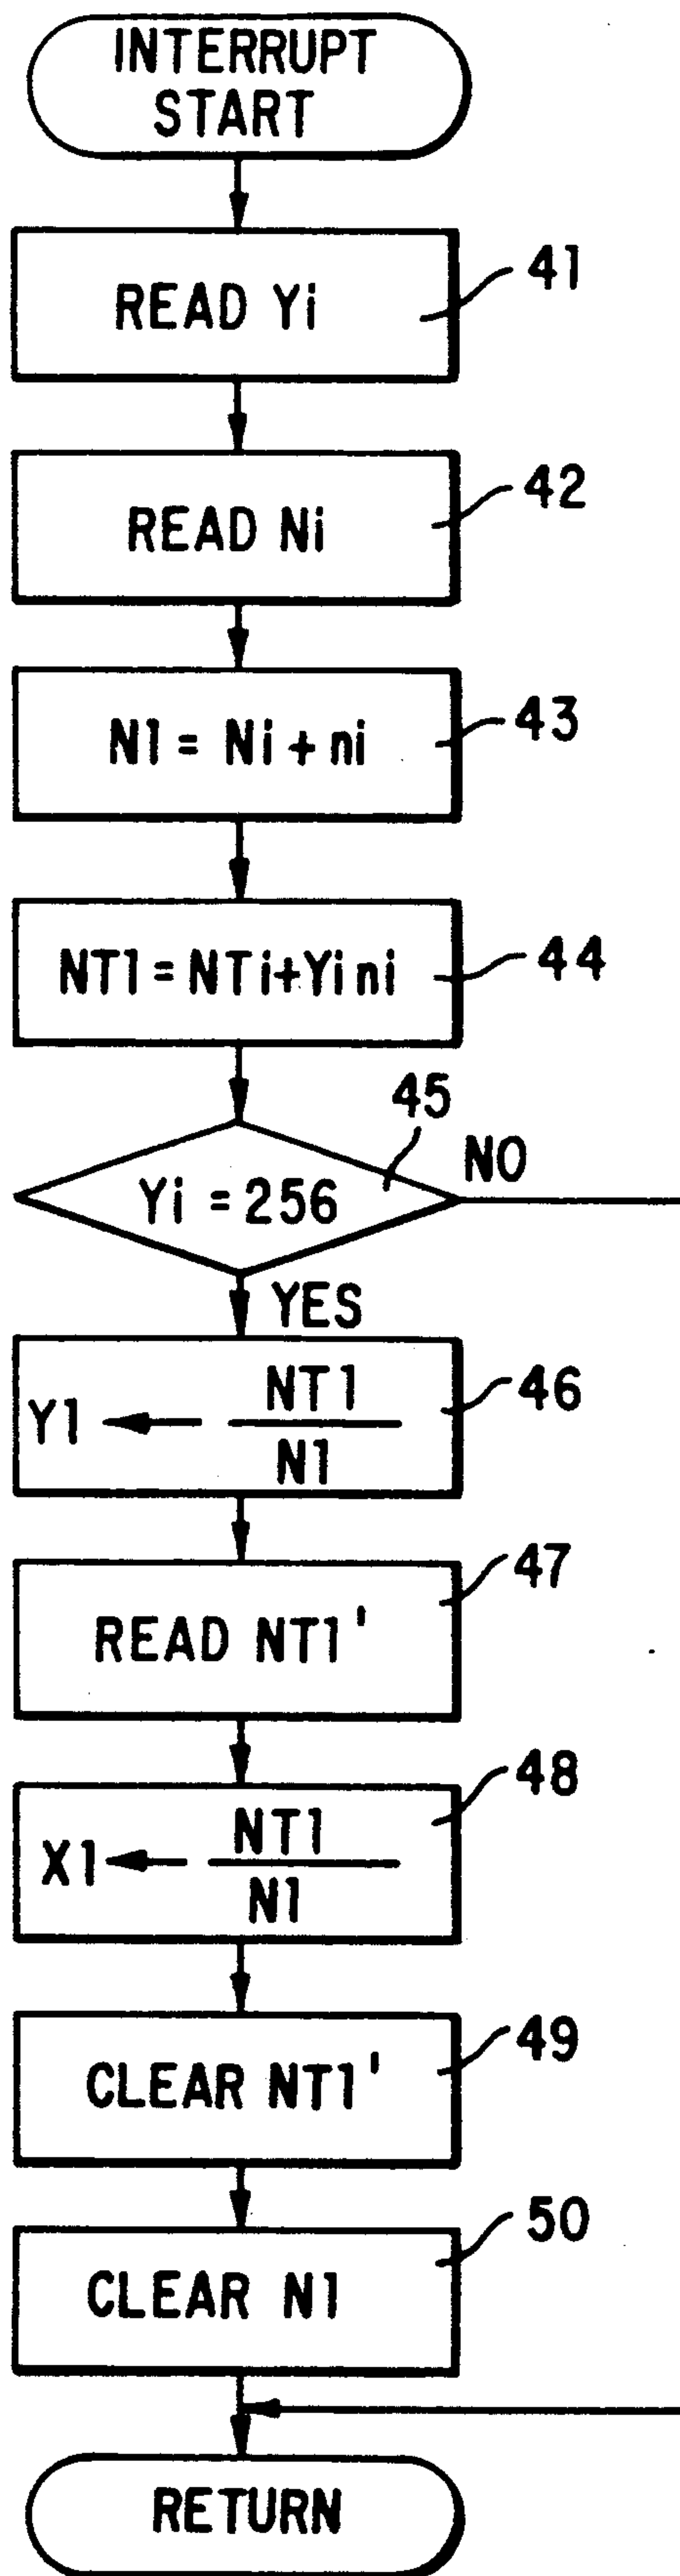 INTERRUPT
START
READ Yi
41
READ Ni
42
N1 = Ni + ni
43
NT1 = NTi+Yi ni
44
45
Yi = 256
NO
YES
Y1 ← NT1
N1
46
READ NT1'
47
X1 ← NT1
N1
48
CLEAR NT1'
49
CLEAR N1
50
RETURN